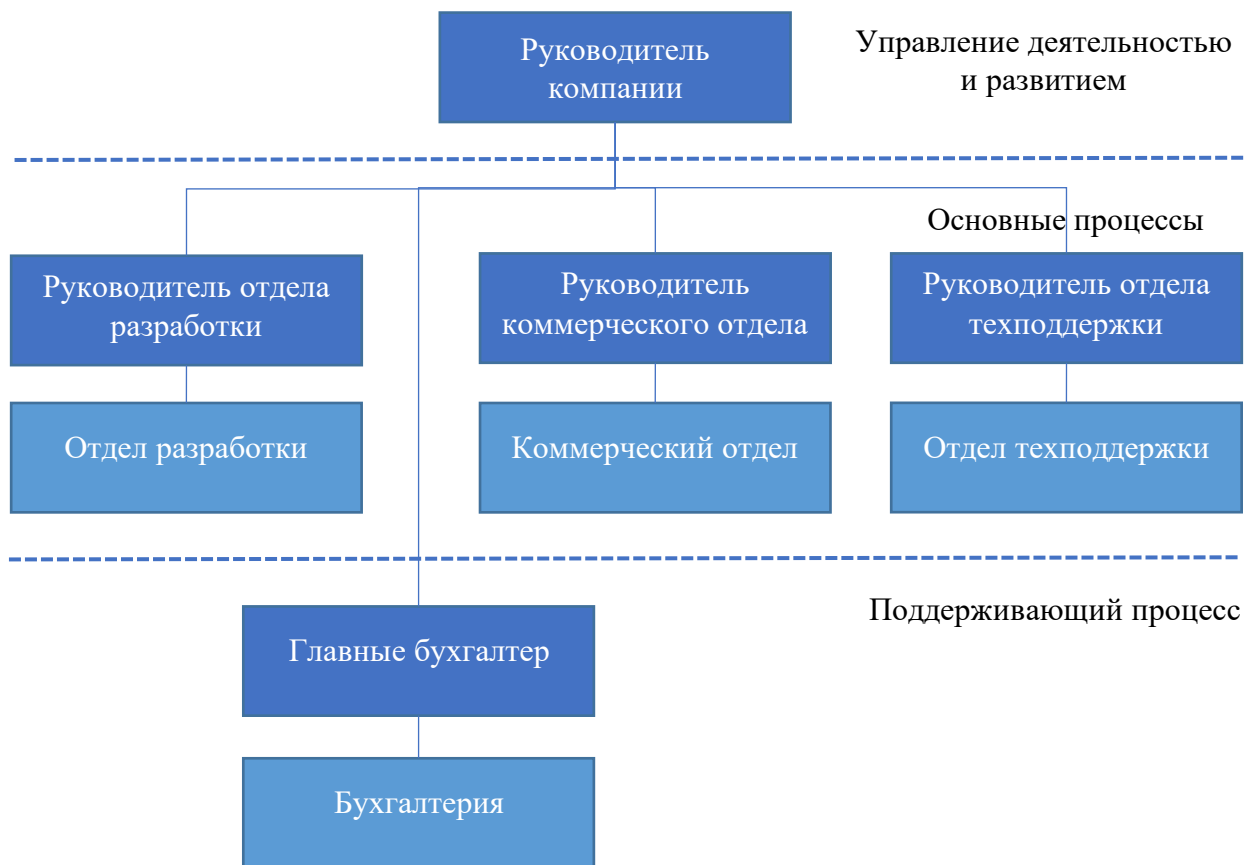 Руководитель
компании
Управление деятельностью
и развитием
Основные процессы
Руководитель отдела
разработки
Руководитель
коммерческого отдела
Руководитель отдела
техподдержки
Отдел разработки
Коммерческий отдел
Отдел техподдержки
Поддерживающий процесс
Главные бухгалтер
Бухгалтерия